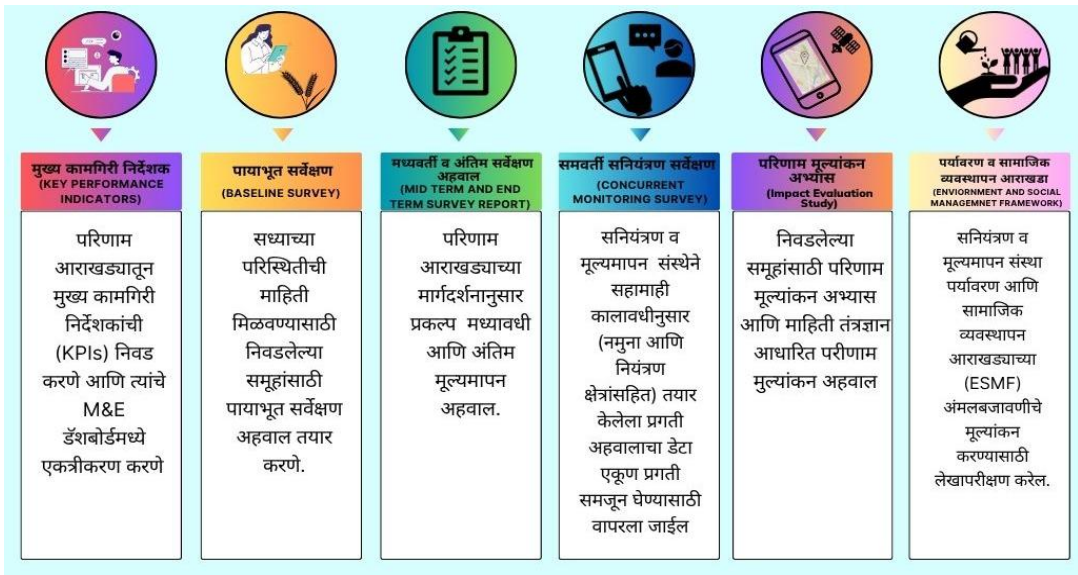 मुख्य कामगिरी निर्देशक
(KEY PERFORMANCE
INDICATORS)
परिणाम
आराखड्यातून
मुख्य कामगिरी
निर्देशकांची
(KPIs) निवड
करणे आणि त्यांचे
M&E
डॅशबोर्डमध्ये
एकत्रीकरण करणे
पायाभूत सर्वेक्षण
(BASELINE SURVEY)
सध्याच्या
परिस्थितीची
माहिती
मिळवण्यासाठी
निवडलेल्या
समूहांसाठी
पायाभूत सर्वेक्षण
अहवाल तयार
करणे.
मध्यवर्ती व अंतिम सर्वेक्षण
अहवाल
(MID TERM AND END
TERM SURVEY REPORT)
परिणाम
आराखड्याच्या
मार्गदर्शनानुसार
प्रकल्प मध्यावधी
आणि अंतिम
मूल्यमापन
अहवाल.
समवर्ती सनियंत्रण सर्वेक्षण
(CONCURRENT
MONITORING SURVEY)
सनियंत्रण व
मूल्यमापन संस्थेने
सहामाही
कालावधीनुसार
(नमुना आणि
नियंत्रण
क्षेत्रांसहित) तयार
केलेला प्रगती
अहवालाचा डेटा
एकूण प्रगती
समजून घेण्यासाठी
वापरला जाईल
परिणाम मूल्यांकन
अभ्यास
(Impact Evaluation
Study)
निवडलेल्या
समूहांसाठी परिणाम
मूल्यांकन अभ्यास
आणि माहिती तंत्रज्ञान
आधारित परीणाम
मुल्यांकन अहवाल
पर्यावरण व सामाजिक
व्यवस्थापन आराखडा
(ENVIORNMENT AND SOCIAL
MANAGEMNET FRAMEWORK)
सनियंत्रण व
मूल्यमापन संस्था
पर्यावरण आणि
सामाजिक
व्यवस्थापन
आराखड्याच्या
(ESMF)
अंमलबजावणीचे
मूल्यांकन
करण्यासाठी
लेखापरीक्षण करेल.